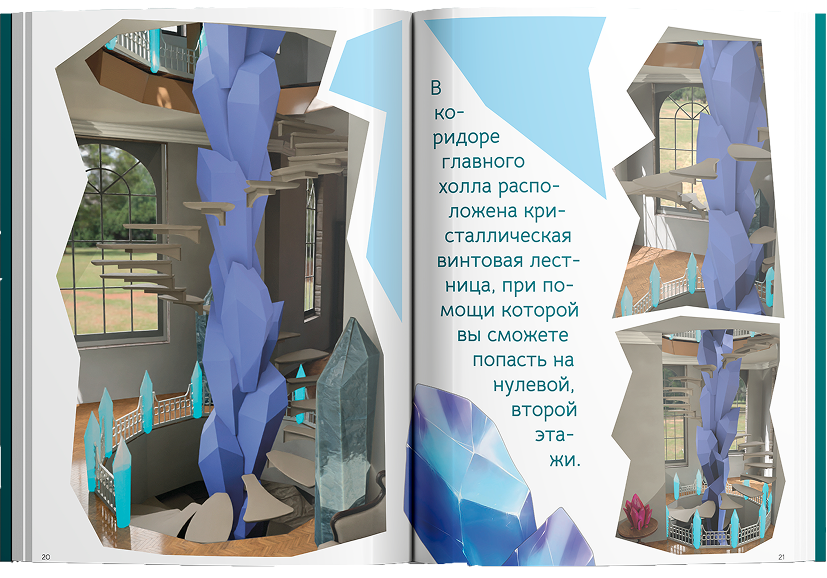 В
ко-
ридоре
главного
холла распо-
ложена кри-
сталлическая
винтовая лест-
ница, при по-
мощи которой
вы сможете
попасть на
нулевой,
второй
эта-
жи.
20
21